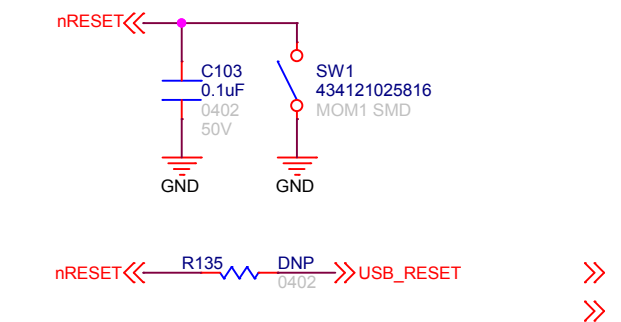 nRESET
C103
0.1uF
0402
50V
SW1
434121025816
MOM1 SMD
GND
GND
nRESET
R135
DNP
0402
USB_RESET